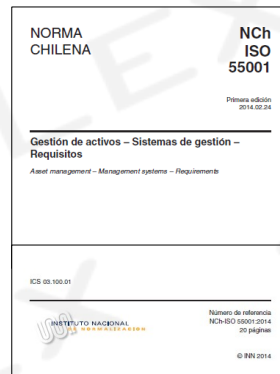 NORMA
CHILENA
NCh
ISO
55001
Primera edición
2014.02.24
Gestión de activos – Sistemas de gestión –
Requisitos
Asset management – Management systems – Requirements
ICS 03.100.01
INSTITUTO NACIONAL
DE NORMALIZACION
Número de referencia
NCh-ISO 55001:2014
20 páginas
© INN 2014